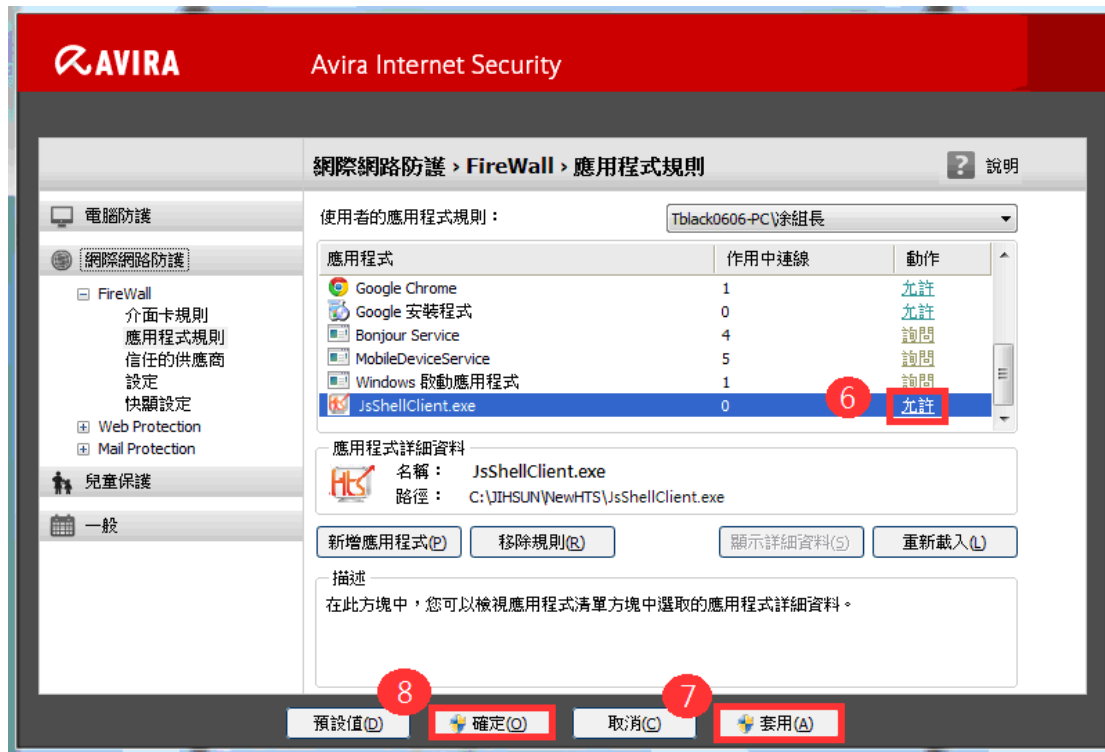 AVIRA
Avira Internet Security
網際網路防護 › FireWall › 應用程式規則
? 說明
電腦防護
網際網路防護
FireWall
介面卡規則
應用程式規則
信任的供應商
設定
快顯設定
Web Protection
Mail Protection
兒童保護
一般
使用者的應用程式規則：
Tblack0606-PC\涂組長
應用程式 作用中連線 動作
Google Chrome 1 允許
Google 安裝程式 0 允許
Bonjour Service 4 詢問
MobileDeviceService 5 詢問
Windows 啟動應用程式 1 詢問
JsShellClient.exe 0 6 允許
應用程式詳細資料
HTS
名稱： JsShellClient.exe
路徑： C:\JIHSUN\NewHTS\JsShellClient.exe
新增應用程式(P) 移除規則(R) 顯示詳細資料(S) 重新載入(L)
描述
在此方塊中，您可以檢視應用程式清單方塊中選取的應用程式詳細資料。
8 7
預設值(D) 確定(O) 取消(C) 套用(A)